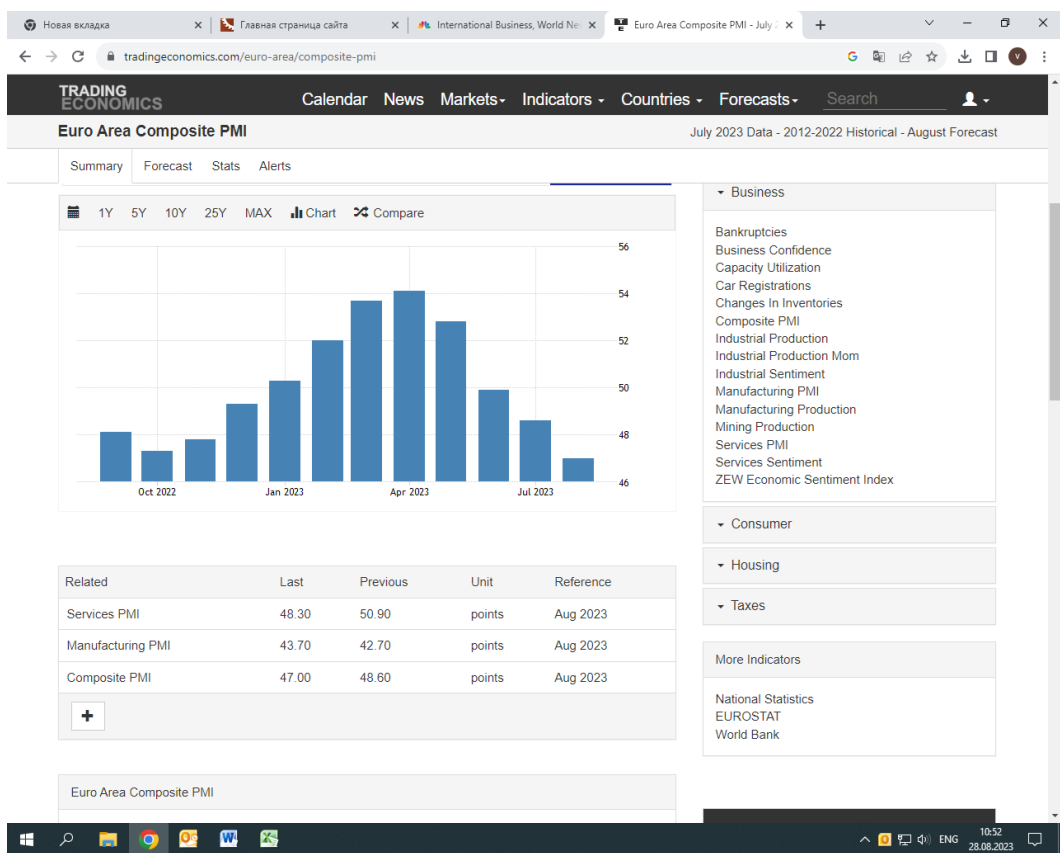 Новая вкладка
Главная страница сайта
International Business, World Ne
Euro Area Composite PMI - July 2
tradingeconomics.com/euro-area/composite-pmi
G
V
TRADING
ECONOMICS
Calendar News Markets Indicators Countries Forecasts Search
Euro Area Composite PMI
July 2023 Data - 2012-2022 Historical - August Forecast
Summary Forecast Stats Alerts
1Y 5Y 10Y 25Y MAX Chart Compare
56
54
52
50
48
46
Oct 2022 Jan 2023 Apr 2023 Jul 2023
Related Last Previous Unit Reference
Services PMI 48.30 50.90 points Aug 2023
Manufacturing PMI 43.70 42.70 points Aug 2023
Composite PMI 47.00 48.60 points Aug 2023
+
Euro Area Composite PMI
Business
Bankruptcies
Business Confidence
Capacity Utilization
Car Registrations
Changes In Inventories
Composite PMI
Industrial Production
Industrial Production Mom
Industrial Sentiment
Manufacturing PMI
Manufacturing Production
Mining Production
Services PMI
Services Sentiment
ZEW Economic Sentiment Index
Consumer
Housing
Taxes
More Indicators
National Statistics
EUROSTAT
World Bank
ENG
10:52
28.08.2023